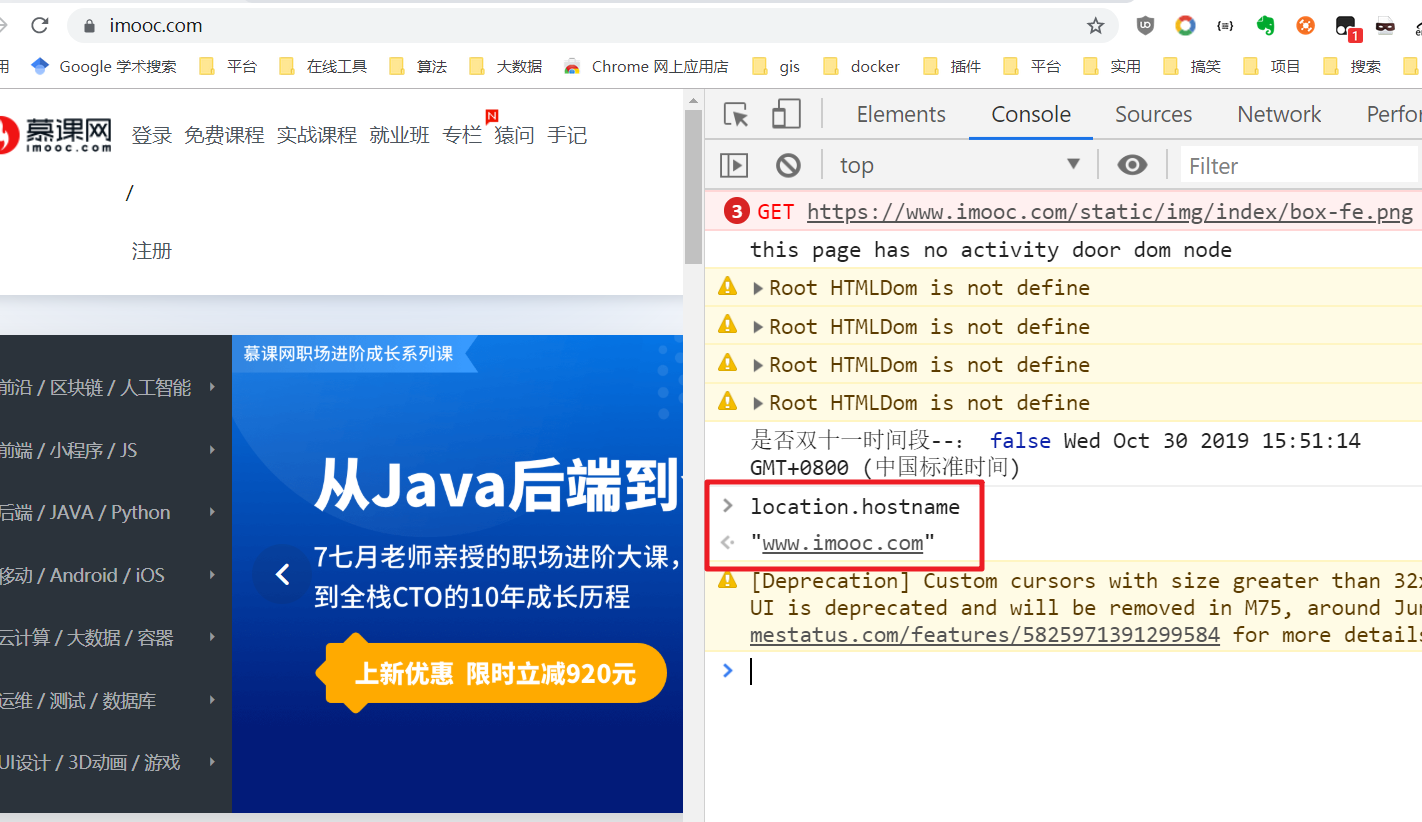 imooc.com
1
用 Google 学术搜索 平台 在线工具 算法 大数据 Chrome 网上应用店 gis docker 插件 平台 实用 搞笑 项目 搜索
慕课网
imooc.com
登录 免费课程 实战课程 就业班 专栏 猿问 手记
N
/
注册
前沿 / 区块链 / 人工智能
前端 / 小程序 / JS
后端 / JAVA / Python
移动 / Android / iOS
云计算 / 大数据 / 容器
运维 / 测试 / 数据库
UI设计 / 3D动画 / 游戏
慕课网职场进阶成长系列课
从Java后端到
7七月老师亲授的职场进阶大课，
到全栈CTO的10年成长历程
上新优惠 限时立减920元
Elements Console Sources Network Perfor
top Filter
3 GET https://www.imooc.com/static/img/index/box-fe.png
this page has no activity door dom node
Root HTMLDom is not define
Root HTMLDom is not define
Root HTMLDom is not define
Root HTMLDom is not define
是否双十一时间段--： false Wed Oct 30 2019 15:51:14
GMT+0800 (中国标准时间)
> location.hostname
"www.imooc.com"
[Deprecation] Custom cursors with size greater than 32x
UI is deprecated and will be removed in M75, around Jun
mestatus.com/features/5825971391299584 for more details
>